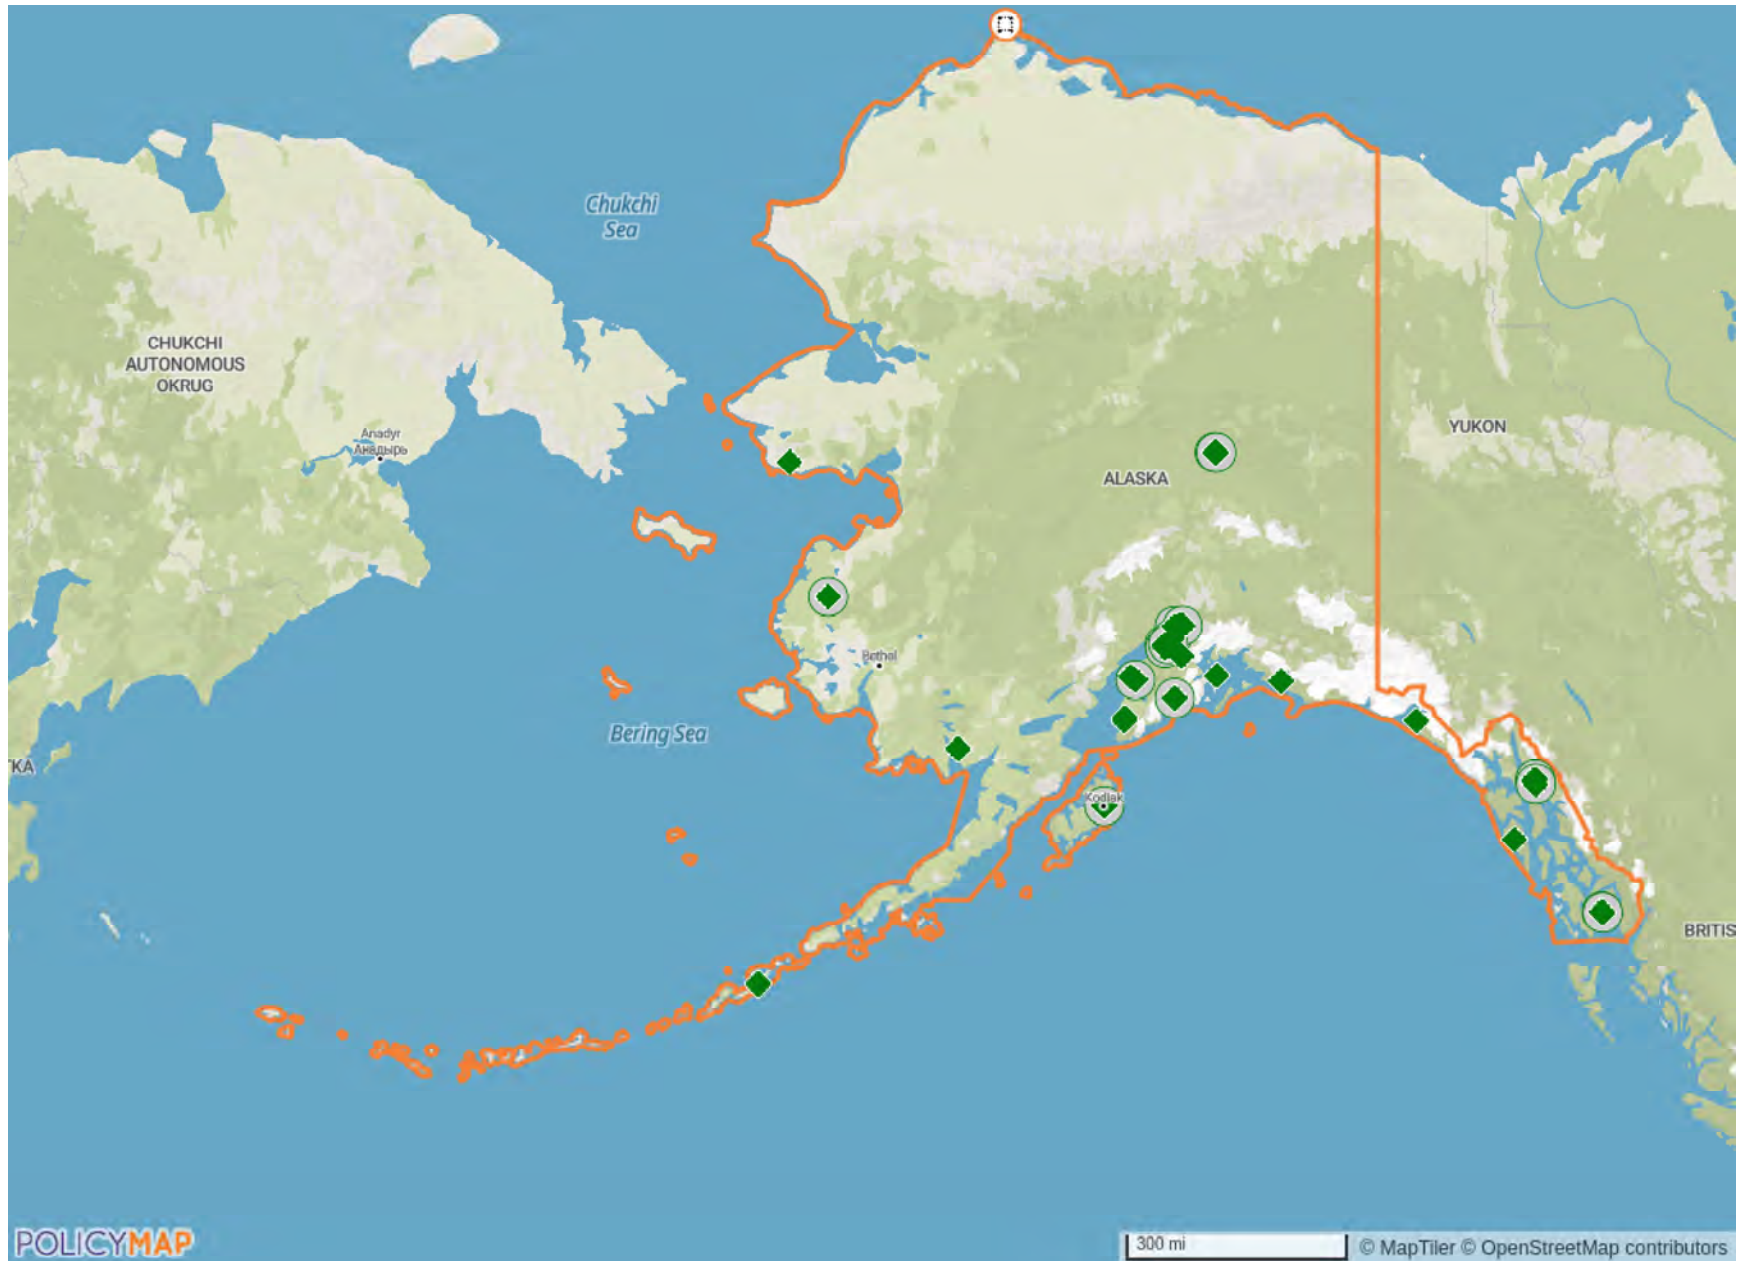 Chukchi
Sea
CHUKCHI
AUTONOMOUS
OKRUG
Anadyr
Анадырь
YUKON
ALASKA
Bethel
Bering Sea
KA
Kodiak
BRITIS
POLICYMAP
300 mi
© MapTiler © OpenStreetMap contributors